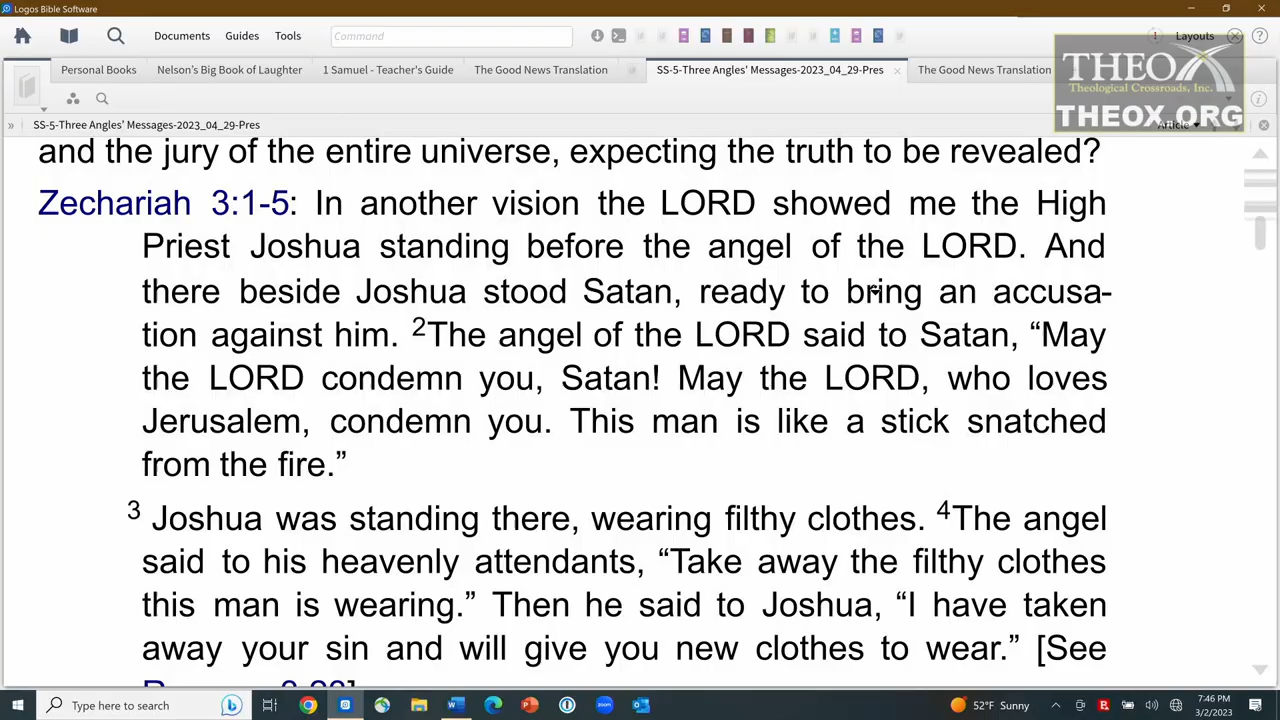 Logos Bible Software
Documents Guides Tools Command Layouts
Personal Books Nelson's Big Book of Laughter 1 Samuel - Teacher's Guide The Good News Translation SS-5-Three Angles' Messages-2023_04_29-Pres The Good News Translation
THEOX
Theological Crossroads, Inc.
THEOX.ORG
SS-5-Three Angles' Messages-2023_04_29-Pres Article
and the jury of the entire universe, expecting the truth to be revealed?
Zechariah 3:1-5: In another vision the LORD showed me the High
Priest Joshua standing before the angel of the LORD. And
there beside Joshua stood Satan, ready to bring an accusa-
tion against him. 2The angel of the LORD said to Satan, “May
the LORD condemn you, Satan! May the LORD, who loves
Jerusalem, condemn you. This man is like a stick snatched
from the fire.”
3 Joshua was standing there, wearing filthy clothes. 4The angel
said to his heavenly attendants, “Take away the filthy clothes
this man is wearing.” Then he said to Joshua, “I have taken
away your sin and will give you new clothes to wear.” [See
Type here to search
52°F Sunny
7:46 PM
3/2/2023